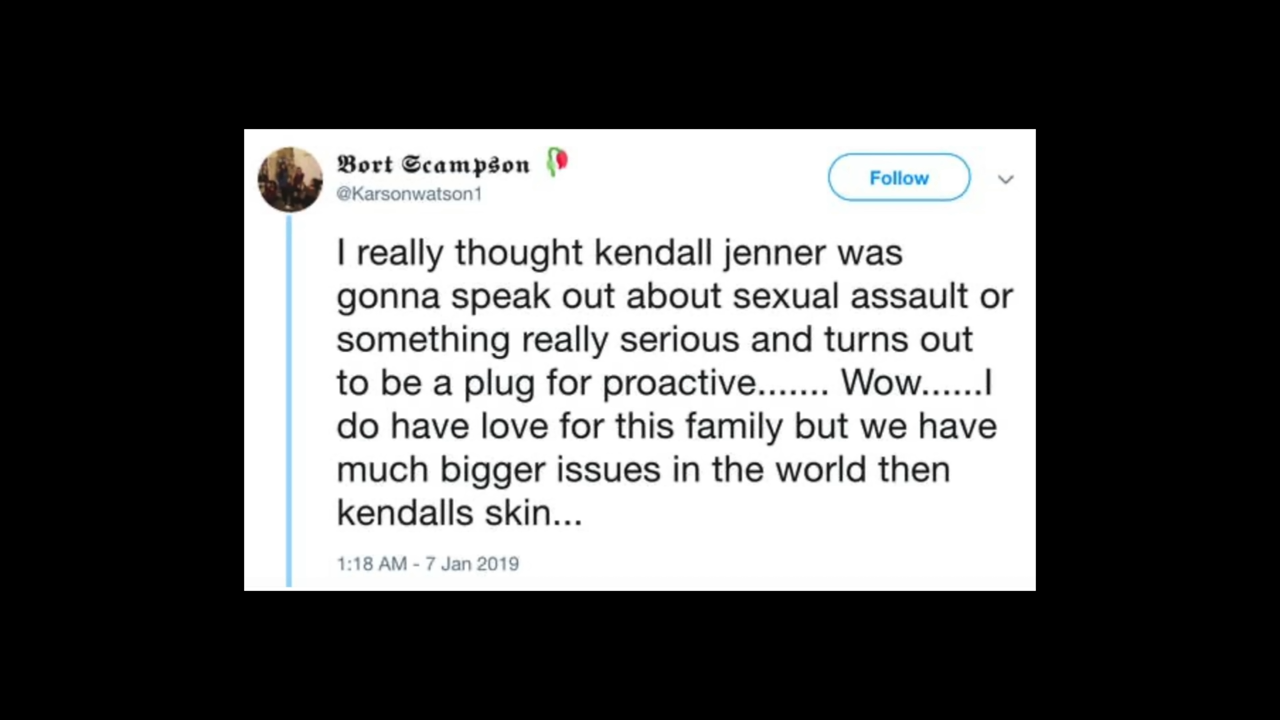 𝕭𝖔𝖗𝖙 𝕾𝖈𝖆𝖒𝖕𝖘𝖔𝖓 🥀
@Karsonwatson1
Follow
I really thought kendall jenner was
gonna speak out about sexual assault or
something really serious and turns out
to be a plug for proactive....... Wow......I
do have love for this family but we have
much bigger issues in the world then
kendalls skin...
1:18 AM - 7 Jan 2019